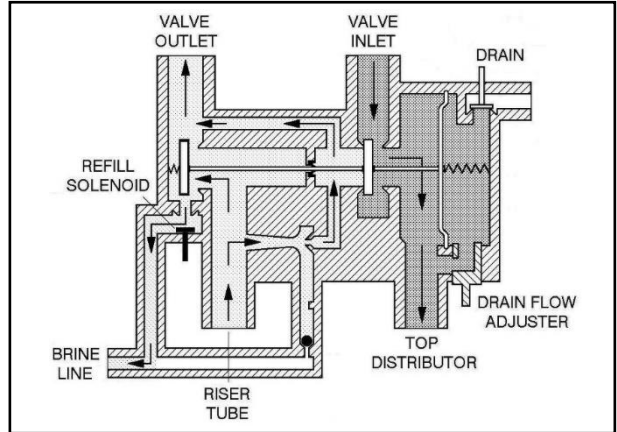 VALVE
OUTLET
VALVE
INLET
DRAIN
REFILL
SOLENOID
DRAIN FLOW
ADJUSTER
BRINE
LINE
TOP
DISTRIBUTOR
RISER
TUBE